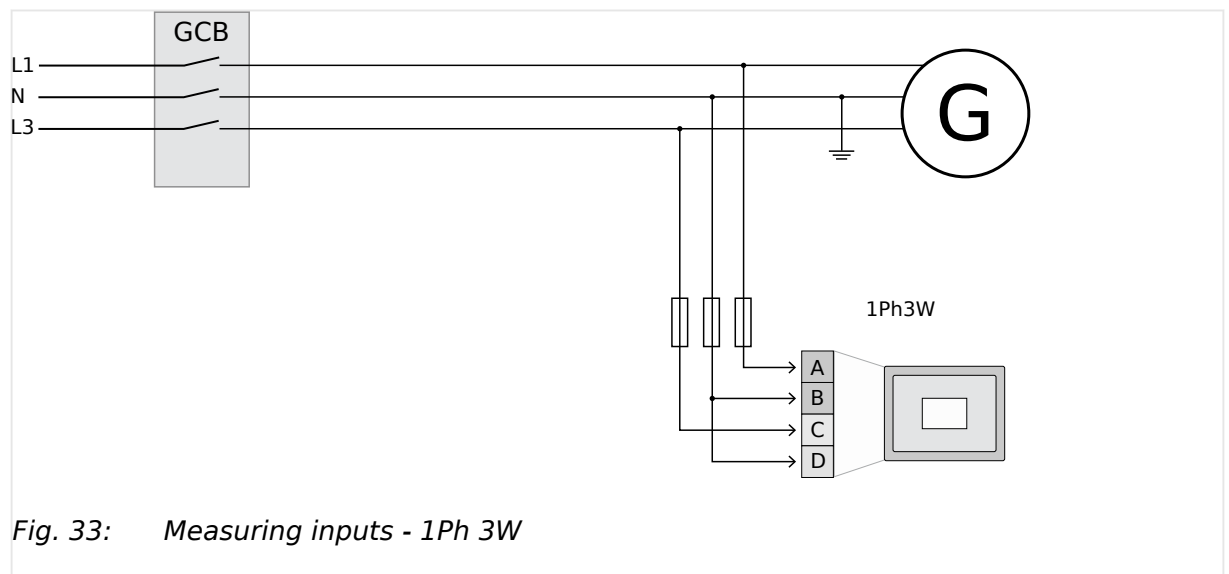 GCB
L1
N
L3
G
1Ph3W
A
B
C
D
Fig. 33: Measuring inputs - 1Ph 3W